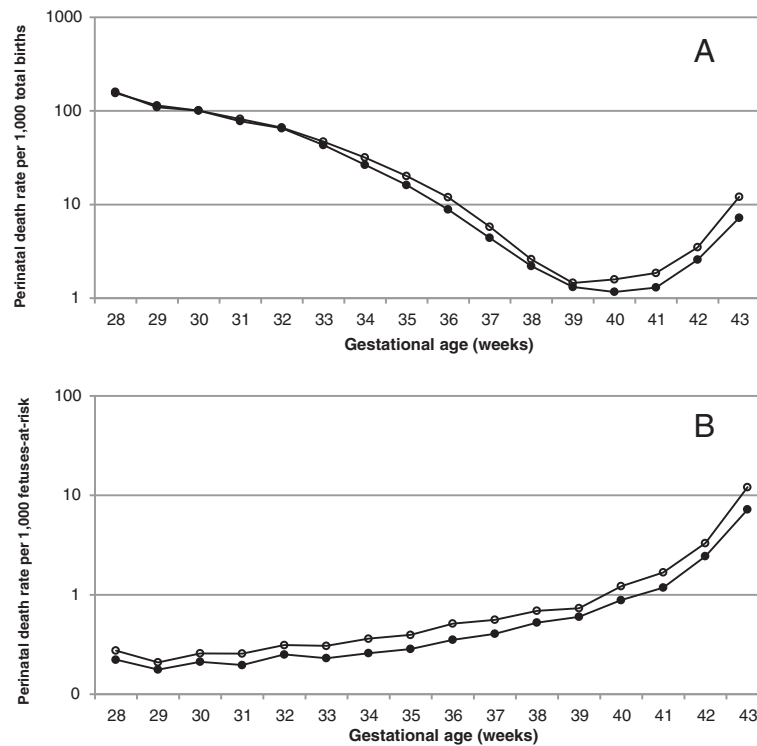 1000
A
100
10
1
Perinatal death rate per 1,000 total births
28 29 30 31 32 33 34 35 36 37 38 39 40 41 42 43
Gestational age (weeks)
100
B
10
1
0
Perinatal death rate per 1,000 fetuses-at-risk
28 29 30 31 32 33 34 35 36 37 38 39 40 41 42 43
Gestational age (weeks)